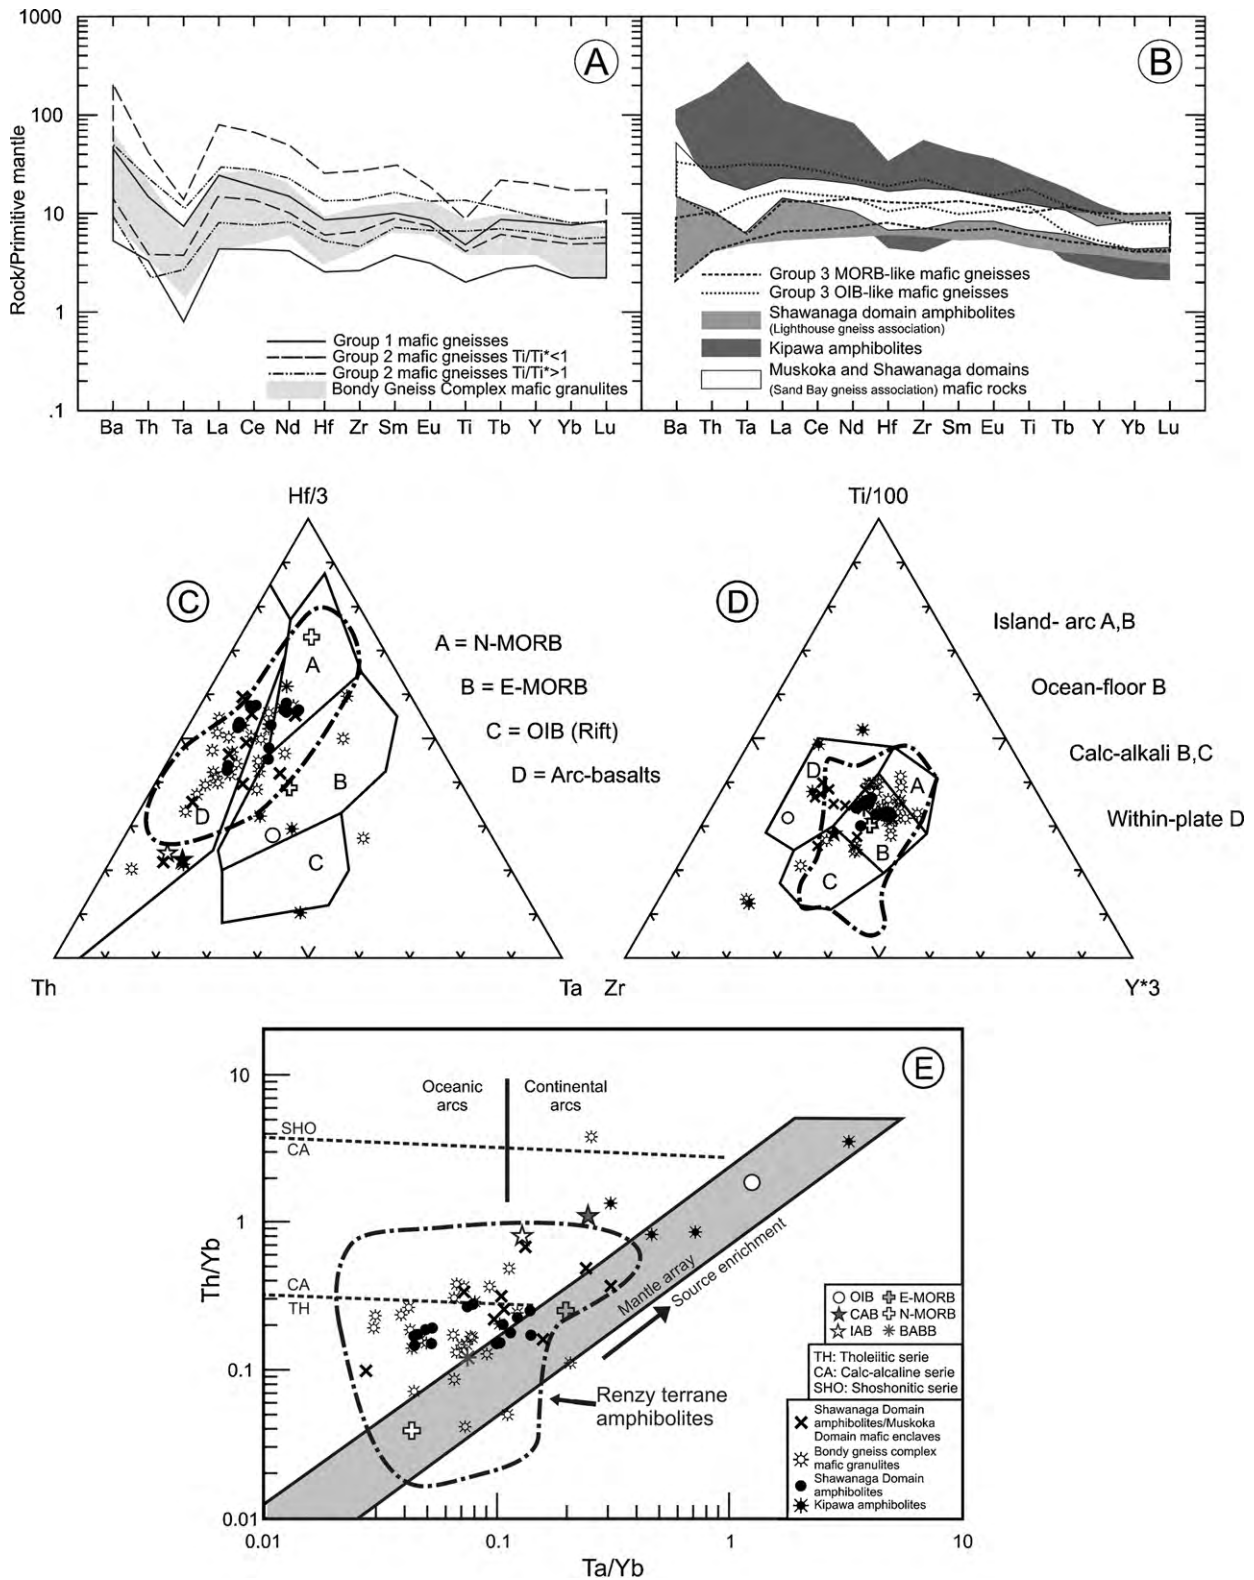 1000
100
10
1
.1
Rock/Primitive mantle
A
Group 1 mafic gneisses
Group 2 mafic gneisses Ti/Ti*<1
Group 2 mafic gneisses Ti/Ti*>1
Bondy Gneiss Complex mafic granulites
Ba Th Ta La Ce Nd Hf Zr Sm Eu Ti Tb Y Yb Lu
B
Group 3 MORB-like mafic gneisses
Group 3 OIB-like mafic gneisses
Shawanaga domain amphibolites
(Lighthouse gneiss association)
Kipawa amphibolites
Muskoka and Shawanaga domains
(Sand Bay gneiss association) mafic rocks
Ba Th Ta La Ce Nd Hf Zr Sm Eu Ti Tb Y Yb Lu
Hf/3
C
A
B
C
D
Th
Ta
A = N-MORB
B = E-MORB
C = OIB (Rift)
D = Arc-basalts
Ti/100
D
D
A
B
C
Zr
Y*3
Island- arc A,B
Ocean-floor B
Calc-alkali B,C
Within-plate D
E
Oceanic
arcs
Continental
arcs
SHO
CA
CA
TH
Mantle array
Source enrichment
Renzy terrane
amphibolites
10
1
0.1
0.01
Th/Yb
0.01
0.1
1
10
Ta/Yb
OIB E-MORB
CAB N-MORB
IAB BABB
TH: Tholeiitic serie
CA: Calc-alcaline serie
SHO: Shoshonitic serie
Shawanaga Domain
amphibolites/Muskoka
Domain mafic enclaves
Bondy gneiss complex
mafic granulites
Shawanaga Domain
amphibolites
Kipawa amphibolites